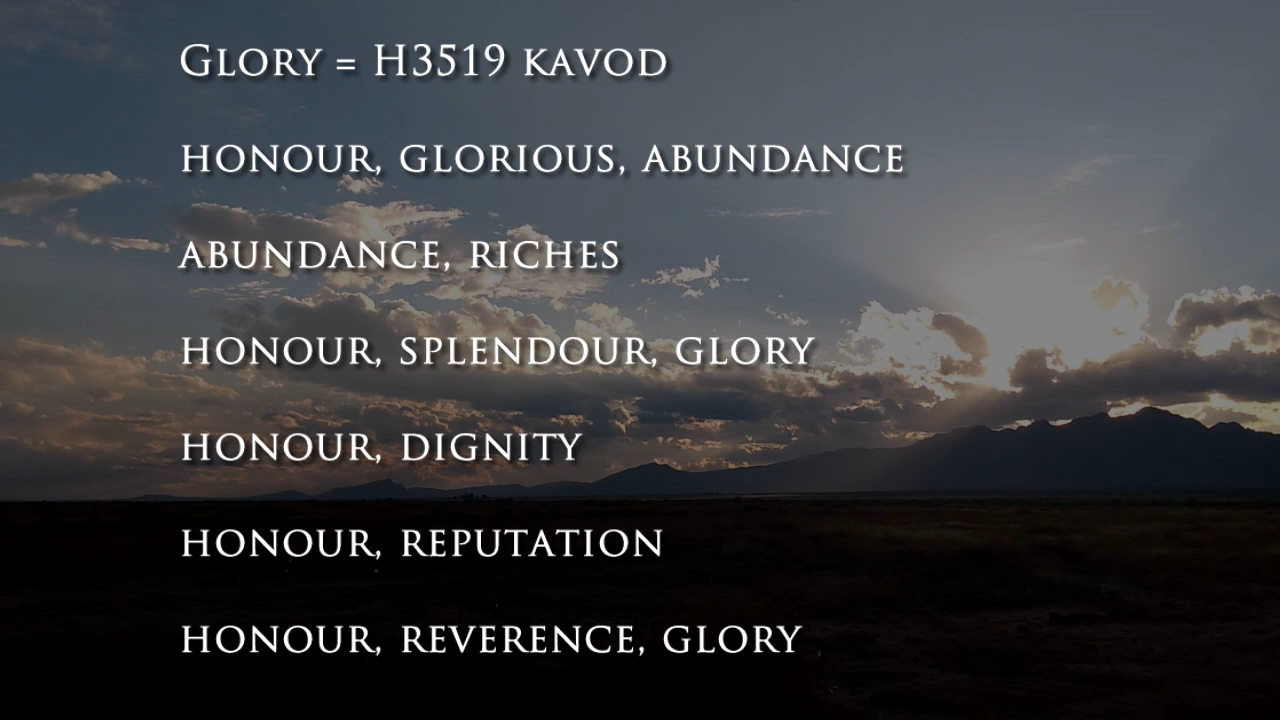 Glory = H3519 kavod
honour, glorious, abundance
abundance, riches
honour, splendour, glory
honour, dignity
honour, reputation
honour, reverence, glory